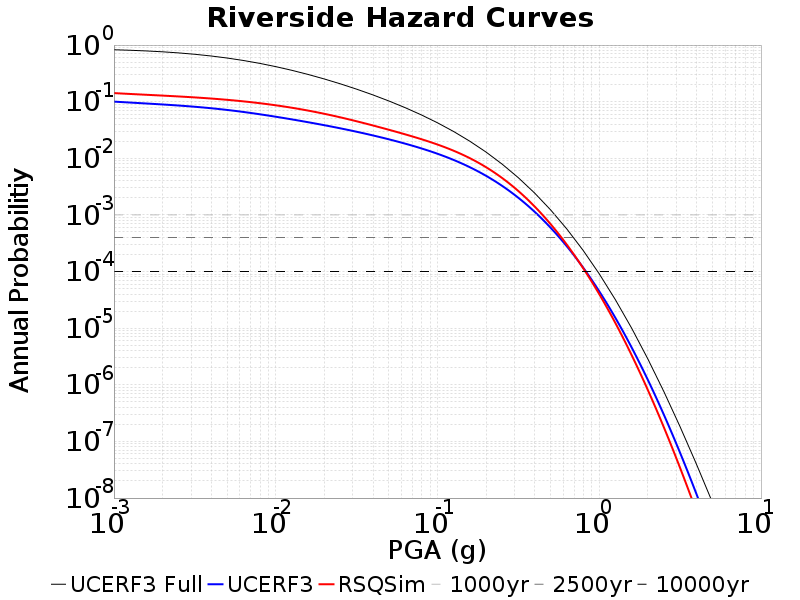 Riverside Hazard Curves
Annual Probabilitiy
10^0
10^-1
10^-2
10^-3
10^-4
10^-5
10^-6
10^-7
10^-8
10^-3 10^-2 10^-1 10^0 10^1
PGA (g)
UCERF3 Full UCERF3 RSQSim 1000yr 2500yr 10000yr